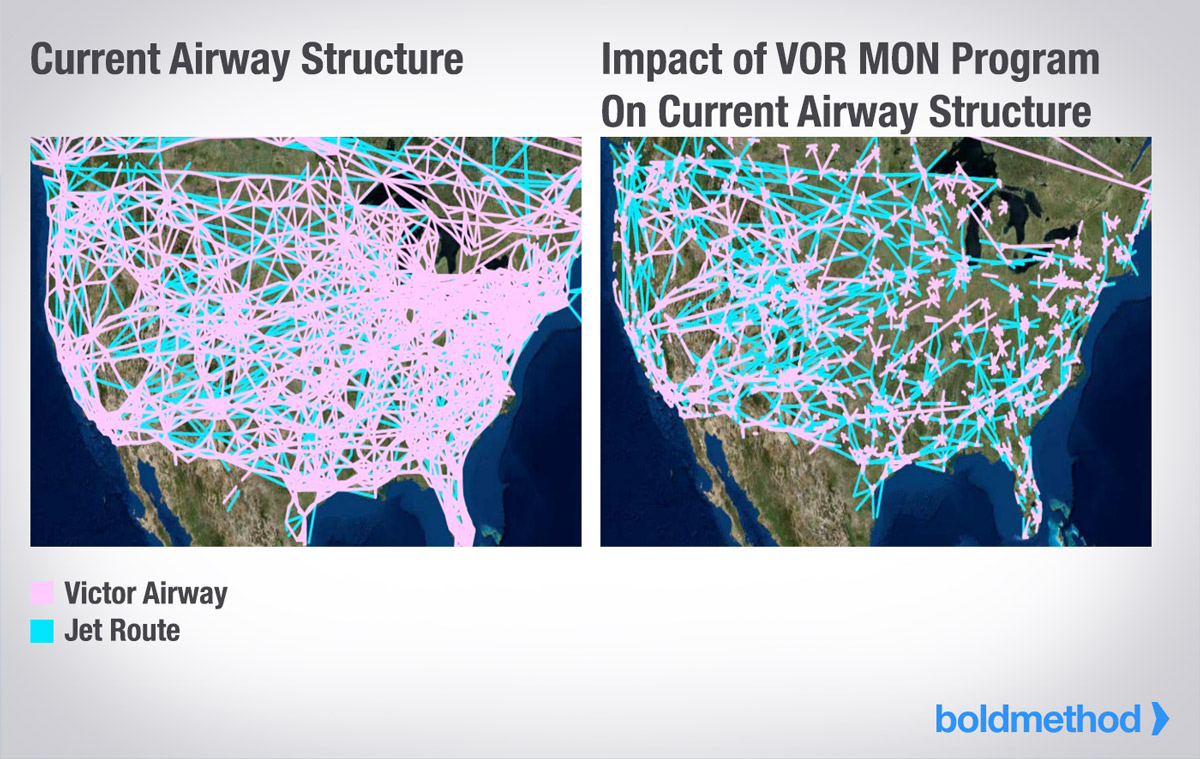 Current Airway Structure
Impact of VOR MON Program
On Current Airway Structure
Victor Airway
Jet Route
boldmethod